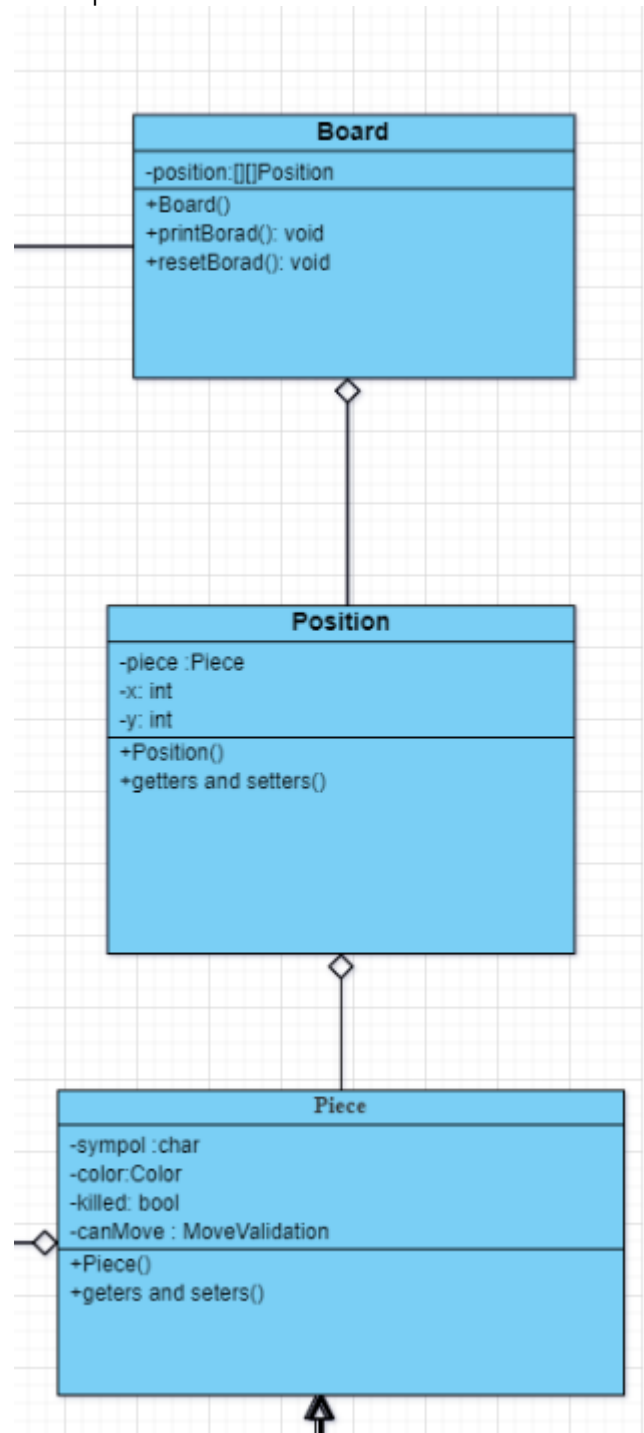 Board
-position:[][]Position
+Board()
+printBorad(): void
+resetBorad(): void
Position
-piece :Piece
-x: int
-y: int
+Position()
+getters and setters()
Piece
-sympol :char
-color:Color
-killed: bool
-canMove : MoveValidation
+Piece()
+geters and seters()